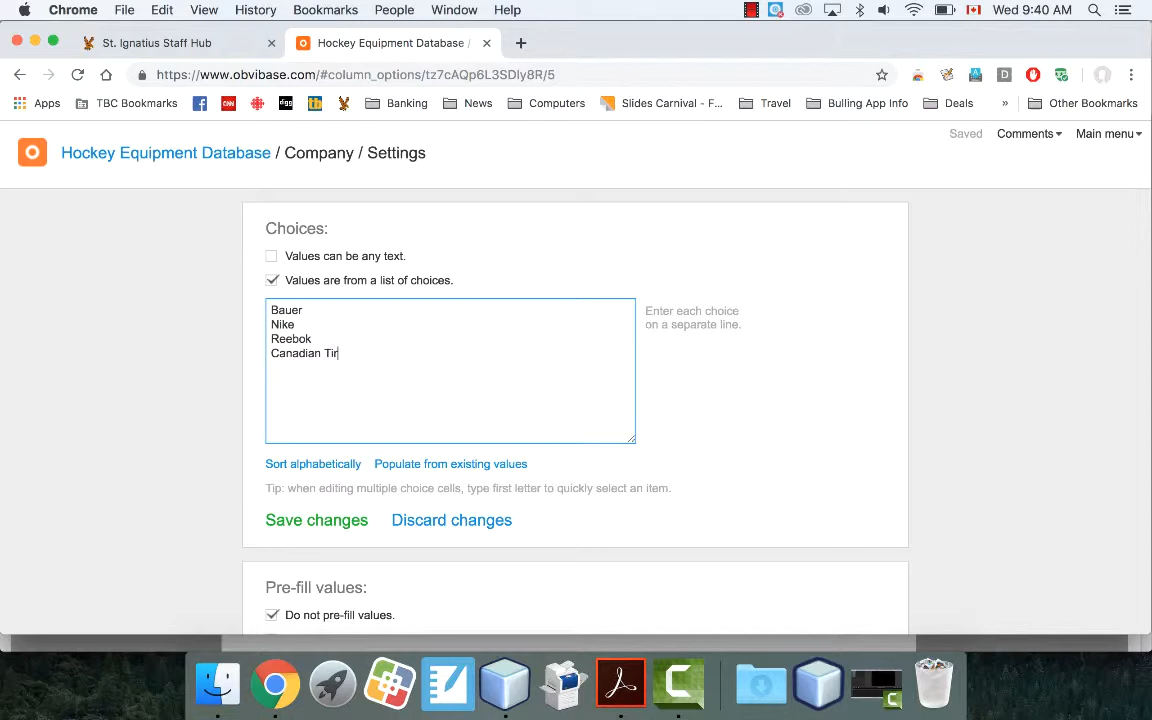 Chrome File Edit View History Bookmarks People Window Help Wed 9:40 AM
St. Ignatius Staff Hub
Hockey Equipment Database /
https://www.obvibase.com/#column_options/tz7cAQp6L3SDly8R/5
Apps TBC Bookmarks CNN digg tb Banking News Computers Slides Carnival - F... Travel Bulling App Info Deals » Other Bookmarks
Hockey Equipment Database / Company / Settings
Saved Comments Main menu
Choices:
Values can be any text.
Values are from a list of choices.
Bauer
Nike
Reebok
Canadian Tir
Enter each choice
on a separate line.
Sort alphabetically Populate from existing values
Tip: when editing multiple choice cells, type first letter to quickly select an item.
Save changes Discard changes
Pre-fill values:
Do not pre-fill values.